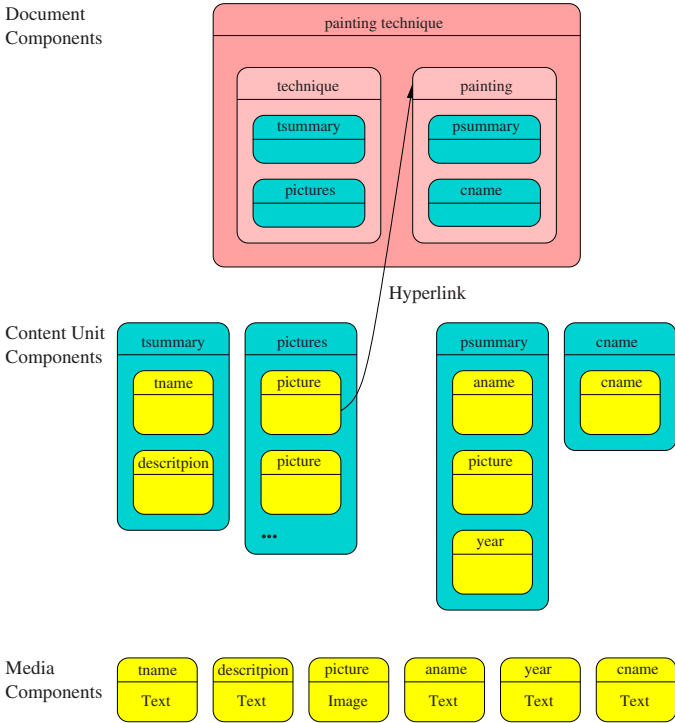 Document
Components
painting technique
technique
painting
tsummary
psummary
pictures
cname
Hyperlink
Content Unit
Components
tsummary
pictures
psummary
cname
tname
picture
aname
cname
descritpion
picture
picture
...
year
Media
Components
tname
descritpion
picture
aname
year
cname
Text
Text
Image
Text
Text
Text